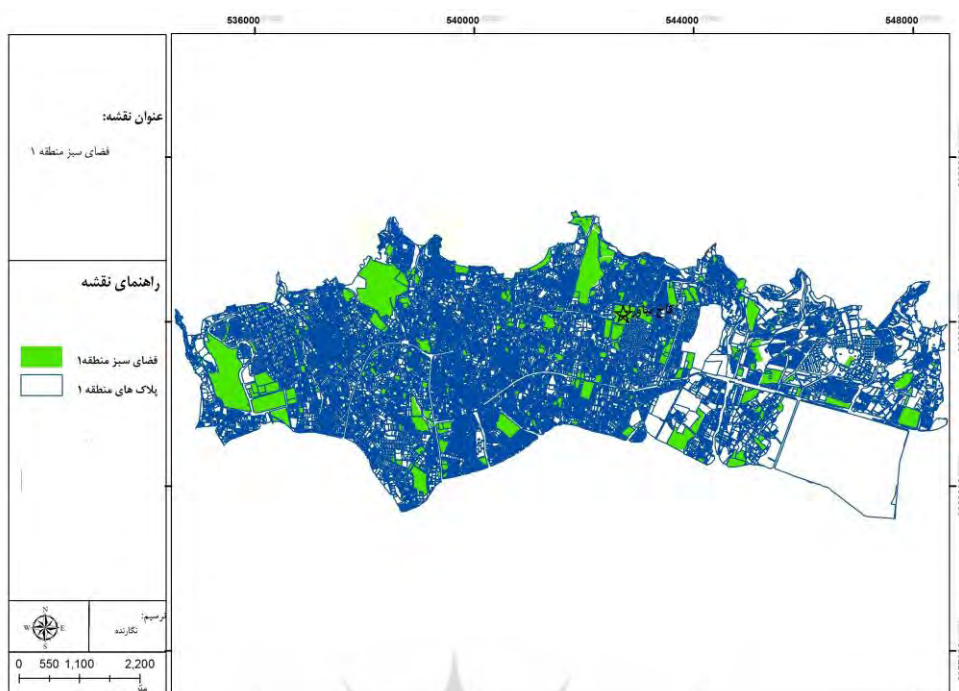 536000
540000
544000
548000
عنوان نقشه:
فضای سبز منطقه ۱
راهنمای نقشه
فضای سبز منطقه۱
پلاک های منطقه ۱
ترسیم:
نگارنده
N
W E
S
0 550 1,100 2,200
متر